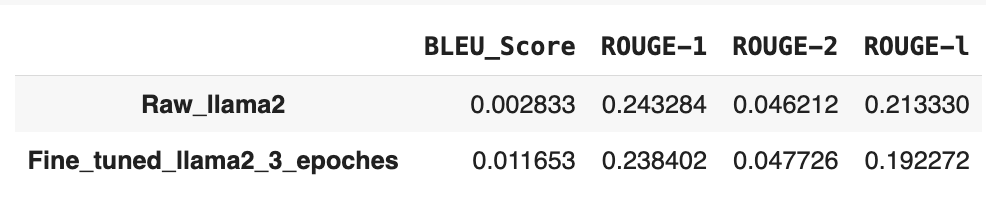 BLEU_Score ROUGE-1 ROUGE-2 ROUGE-l
Raw_llama2 0.002833 0.243284 0.046212 0.213330
Fine_tuned_llama2_3_epoches 0.011653 0.238402 0.047726 0.192272